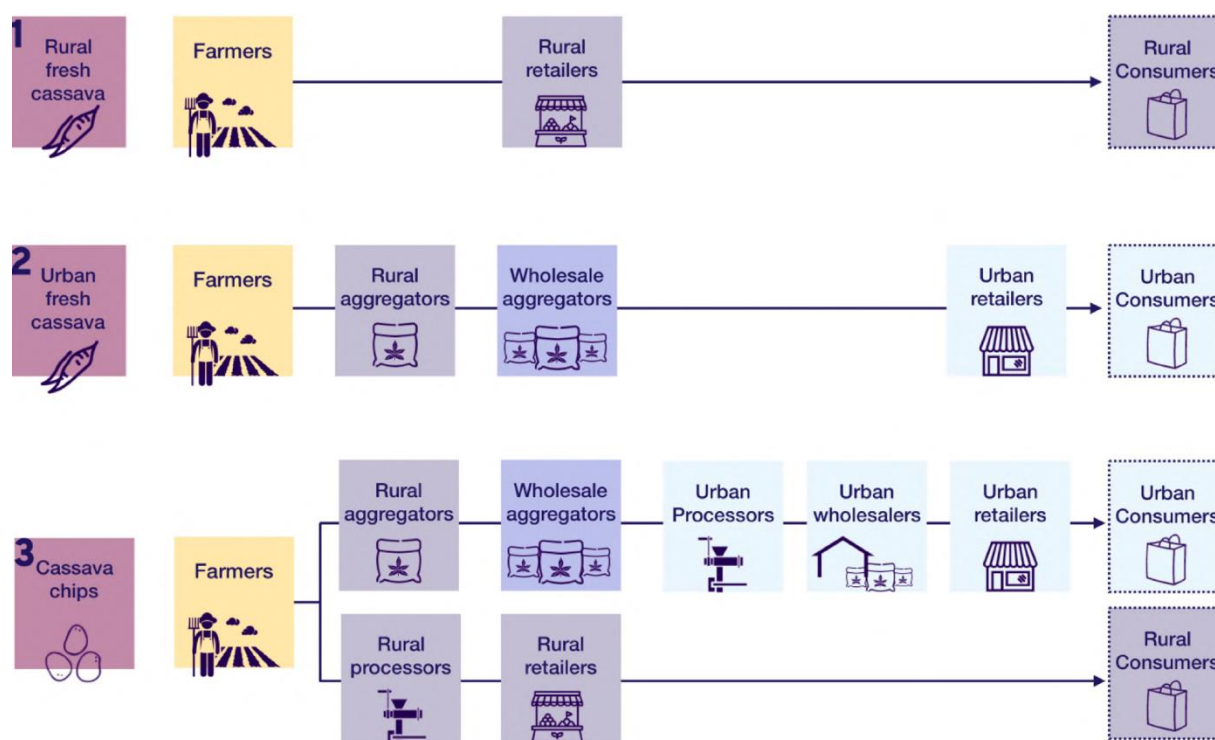 1
Rural
fresh
cassava
Farmers
Rural
retailers
Rural
Consumers
2
Urban
fresh
cassava
Farmers
Rural
aggregators
Wholesale
aggregators
Urban
retailers
Urban
Consumers
3
Cassava
chips
Farmers
Rural
aggregators
Wholesale
aggregators
Urban
Processors
Urban
wholesalers
Urban
retailers
Urban
Consumers
Rural
processors
Rural
retailers
Rural
Consumers